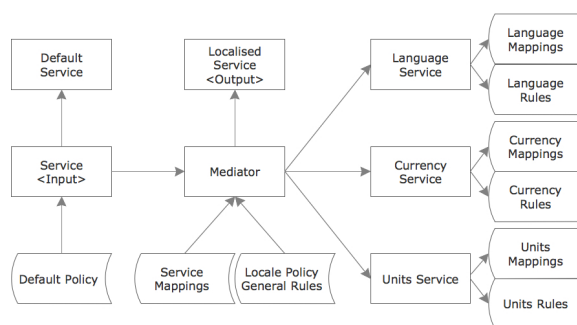 Default
Service
Localised
Service
<Output>
Language
Service
Language
Mappings
Language
Rules
Service
<Input>
Mediator
Currency
Service
Currency
Mappings
Currency
Rules
Default Policy
Service
Mappings
Locale Policy
General Rules
Units Service
Units
Mappings
Units Rules